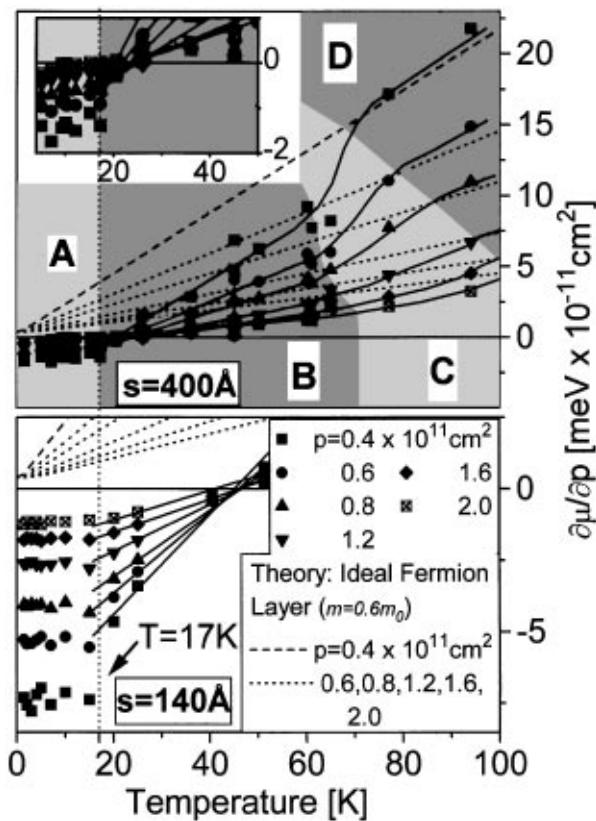 D
22
20
15
10
5
0
0
-2
20
40
A
B
C
s=400Å
∂μ/∂p [meV x 10⁻¹¹cm²]
p=0.4 x 10¹¹cm²
0.6
1.6
0.8
2.0
1.2
Theory: Ideal Fermion
Layer (m=0.6m₀)
p=0.4 x 10¹¹cm²
0.6,0.8,1.2,1.6,
2.0
T=17K
s=140Å
0
-5
0
20
40
60
80
100
Temperature [K]